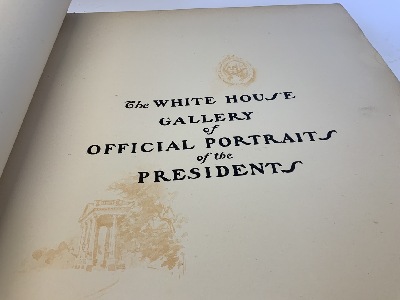 The WHITE HOUSE
GALLERY
of
OFFICIAL PORTRAITS
of the
PRESIDENTS